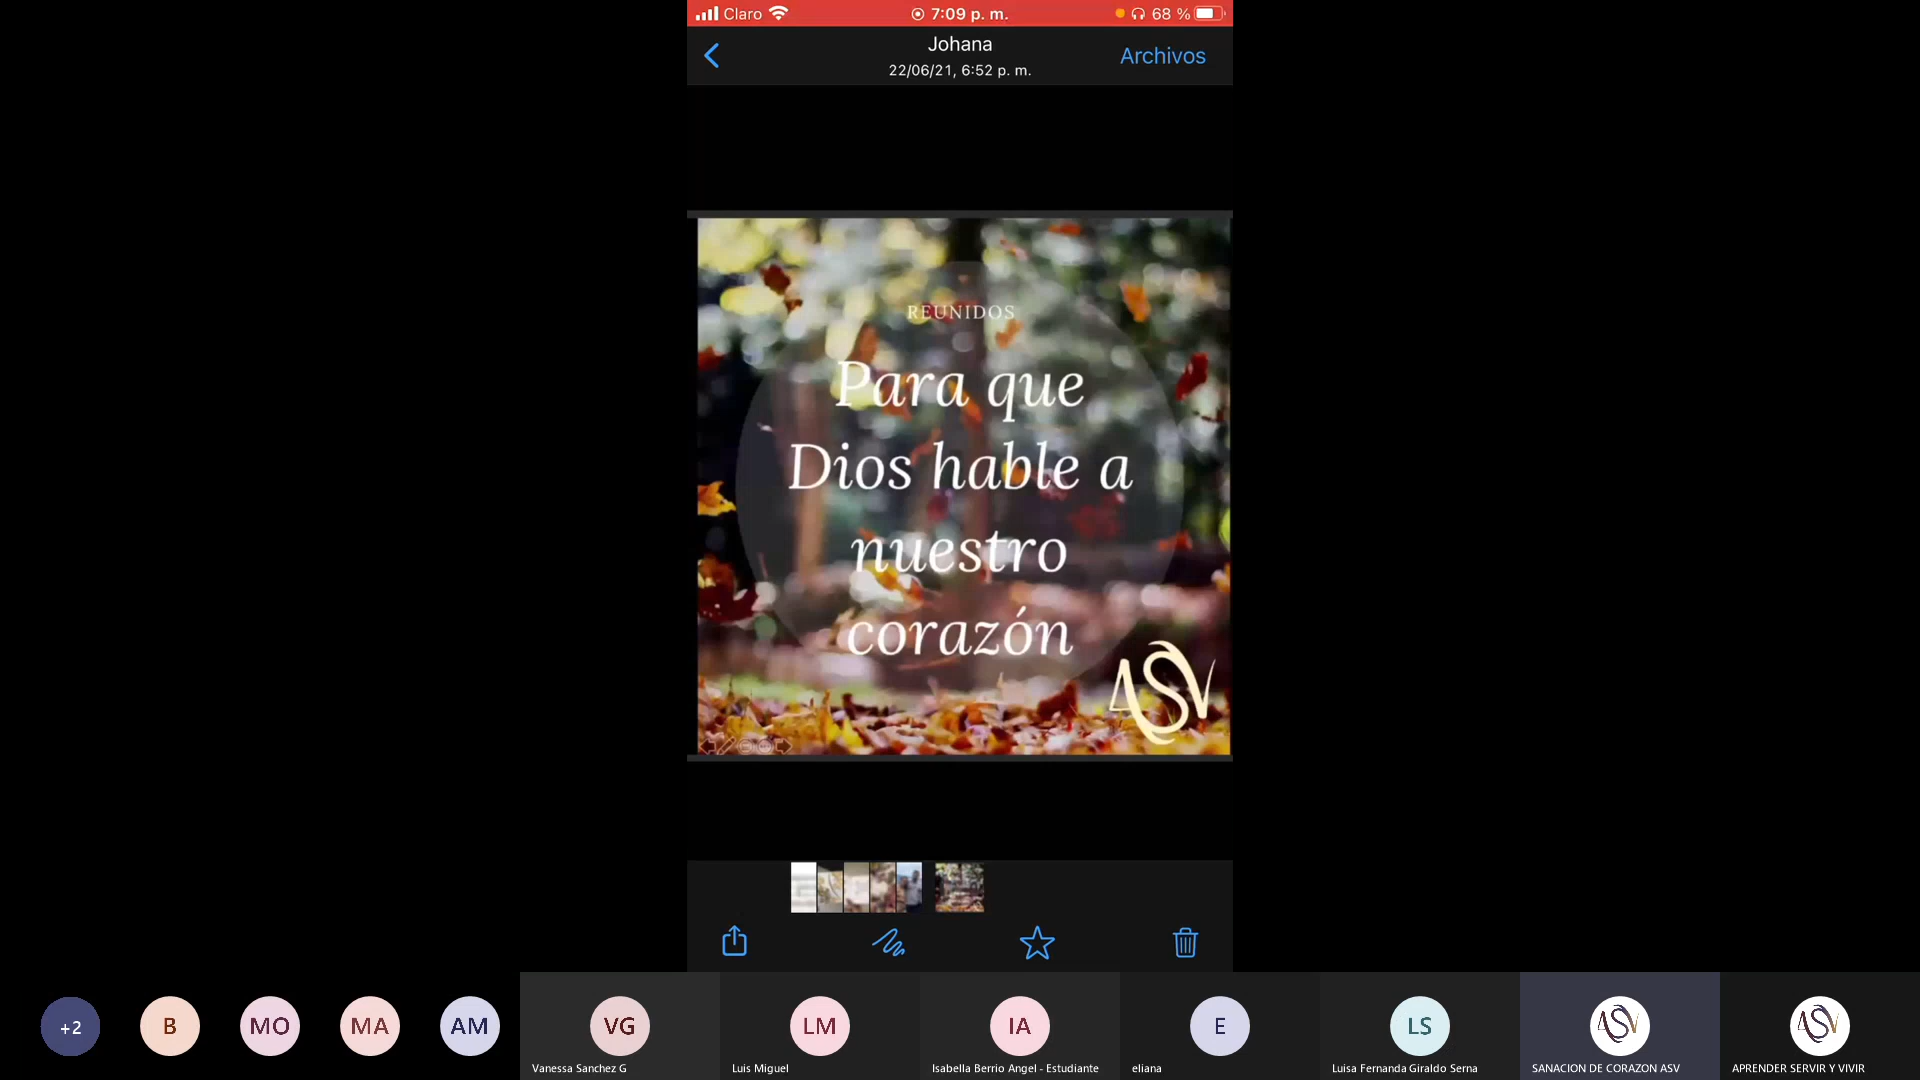 Claro 7:09 p. m. 68 %
Johana
22/06/21, 6:52 p. m.
Archivos
REUNIDOS
Para que
Dios hable a
nuestro
corazón
ASV
+2 B MO MA AM VG LM IA E LS ASV ASV
Vanessa Sanchez G Luis Miguel Isabella Berrio Angel - Estudiante eliana Luisa Fernanda Giraldo Serna SANACION DE CORAZON ASV APRENDER SERVIR Y VIVIR